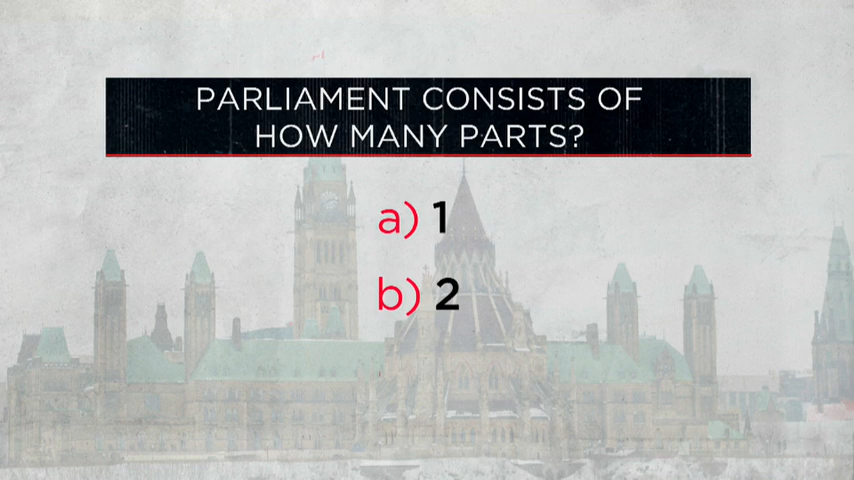 PARLIAMENT CONSISTS OF
HOW MANY PARTS?
a) 1
b) 2